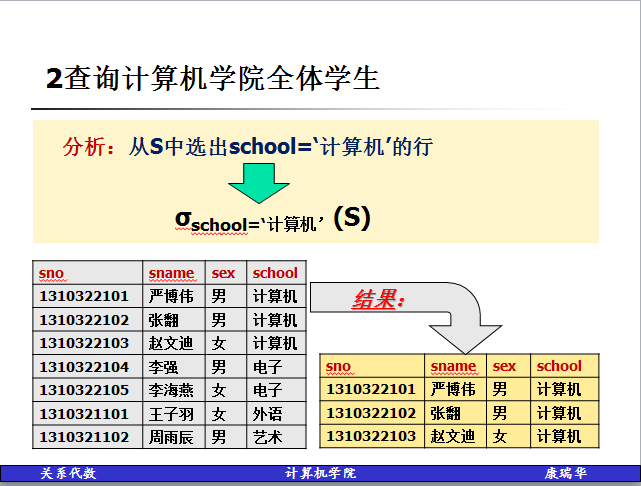 2查询计算机学院全体学生
分析：从S中选出school=‘计算机’的行
σschool=‘计算机’ (S)
sno sname sex school
1310322101 严博伟 男 计算机
1310322102 张翻 男 计算机
1310322103 赵文迪 女 计算机
1310322104 李强 男 电子
1310322105 李海燕 女 电子
1310321101 王子羽 女 外语
1310321102 周雨辰 男 艺术
结果：
sno sname sex school
1310322101 严博伟 男 计算机
1310322102 张翻 男 计算机
1310322103 赵文迪 女 计算机
关系代数 计算机学院 康瑞华